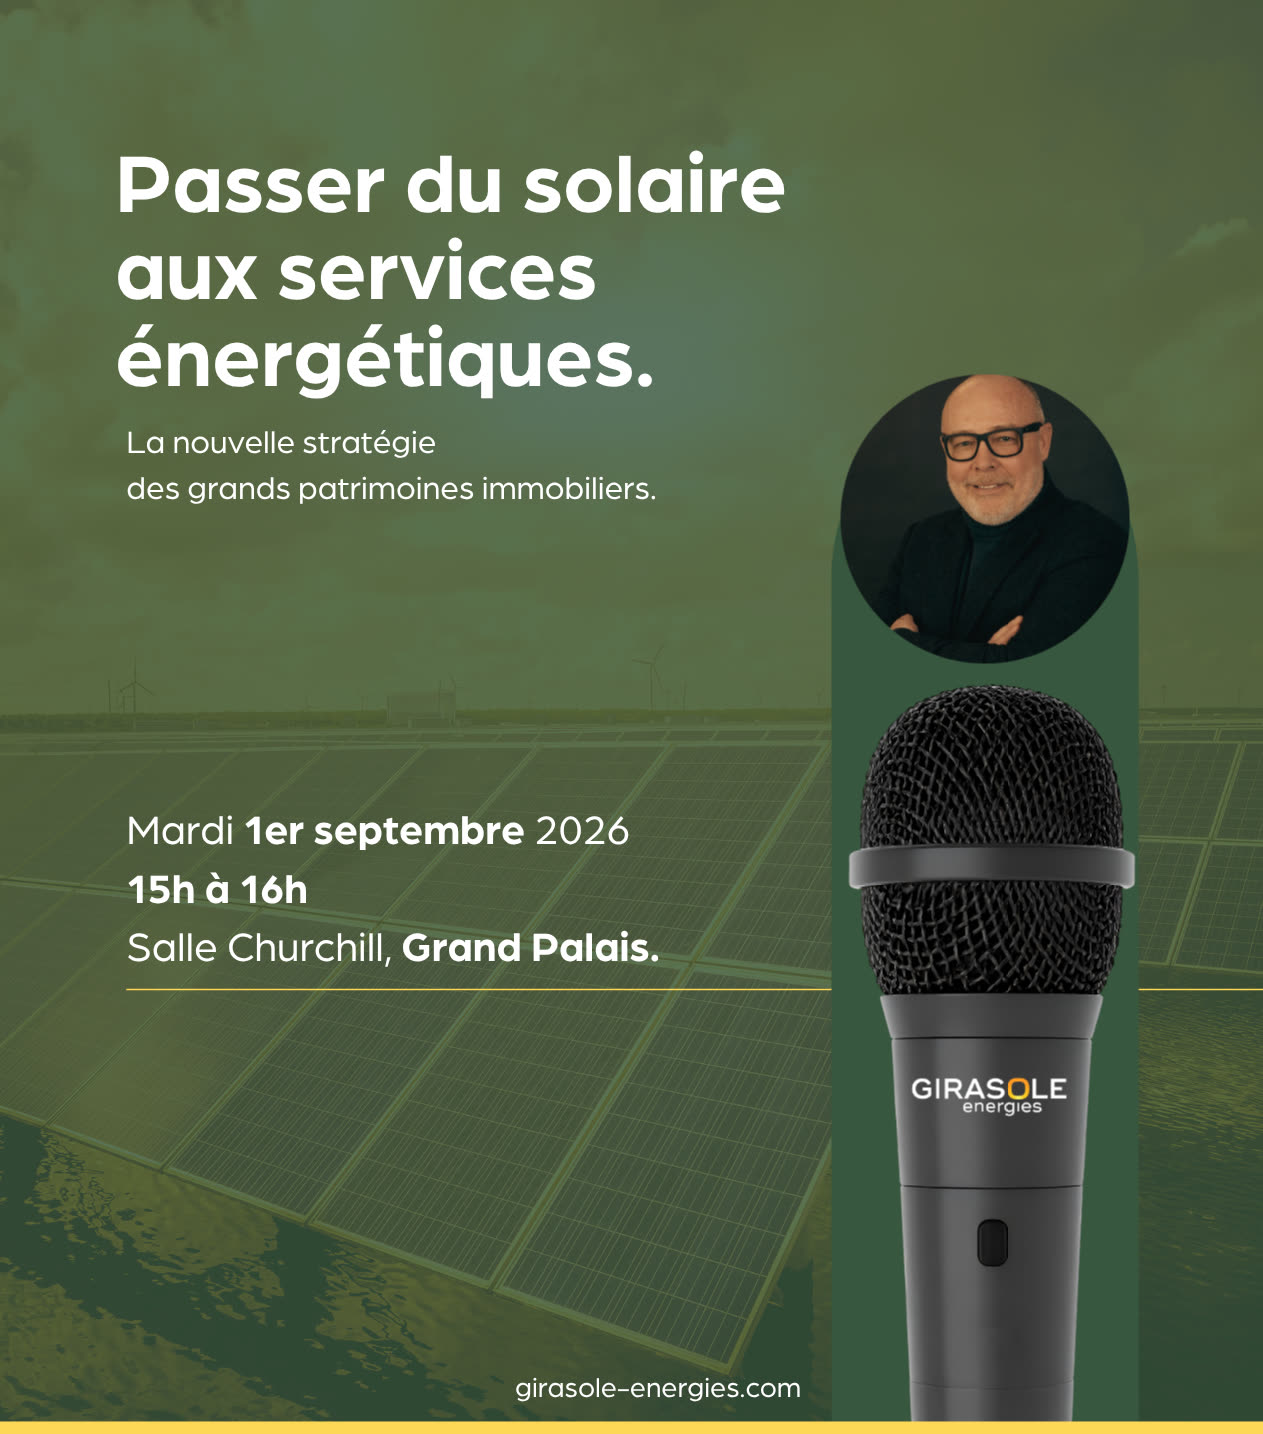 Passer du solaire
aux services
énergétiques.
La nouvelle stratégie
des grands patrimoines immobiliers.
Mardi 1er septembre 2026
15h à 16h
Salle Churchill, Grand Palais.
GIRASOLE
energies
girasole-energies.com